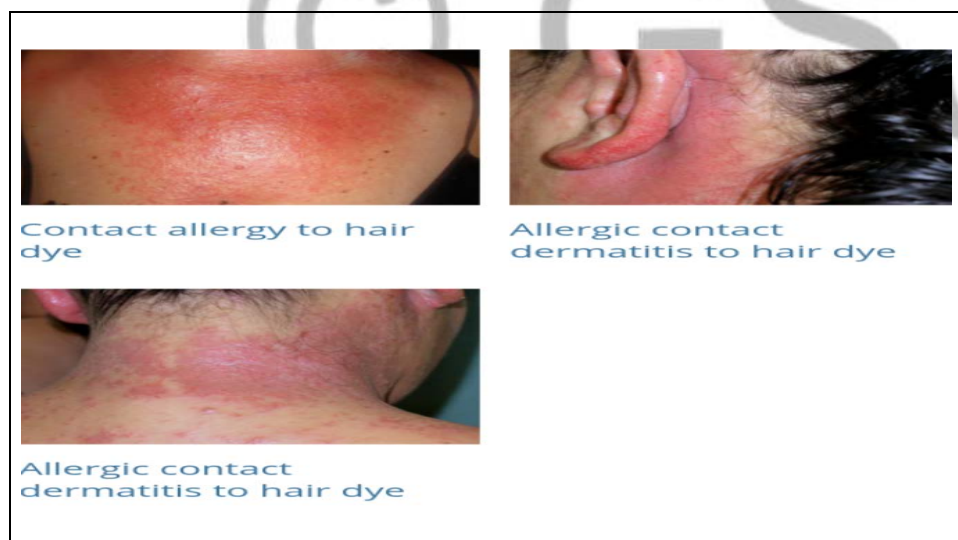 Contact allergy to hair
dye
Allergic contact
dermatitis to hair dye
Allergic contact
dermatitis to hair dye